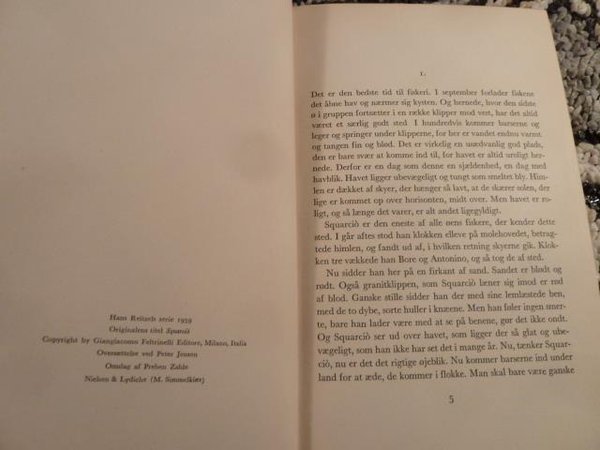 Hans Reitzels serie 1959
Originalens titel Squarciò
Copyright by Giangiacomo Feltrinelli Editore, Milano, Italia
Oversættelse ved Peter Jensen
Omslag af Preben Zahle
Nielsen & Lydiche (M. Simmelkiær)
1.
Det er den bedste tid til fiskeri. I september forlader fiskene
det åbne hav og nærmer sig kysten. Og hernede, hvor den sidste
ø i gruppen fortsætter i en række klipper mod vest, har det altid
været et særlig godt sted. I hundredvis kommer barserne og
leger og springer under klipperne, for her er vandet endnu varmt
og tangen fin og blød. Det er virkelig en usædvanlig god plads,
den er bare svær at komme ind til, for havet er altid uroligt her-
nede. Derfor er en dag som denne en sjældenhed, en dag med
havblik. Havet ligger ubevægeligt og tungt som smeltet bly. Him-
len er dækket af skyer, der hænger så lavt, at de skærer solen, der
lige er kommet op over horisonten, midt over. Men havet er ro-
ligt, og så længe det varer, er alt andet ligegyldigt.
Squarciò er den eneste af alle øens fiskere, der kender dette
sted. I går aftes stod han klokken elleve på molehovedet, betrag-
tede himlen, og fandt ud af, i hvilken retning skyerne gik. Klok-
ken tre vækkede han Bore og Antonino, og så tog de af sted.
Nu sidder han her på en firkant af sand. Sandet er blødt og
rødt. Også granitklippen, som Squarciò læner sig imod er rød
af blod. Ganske stille sidder han der med sine lemlæstede ben,
med de to dybe, sorte huller i knæene. Men han føler ingen smer-
te, bare han lader være med at se på benene, gør det ikke ondt.
Og Squarciò ser ud over havet, som ligger der så glat og ube-
vægeligt, som han ikke har set det i mange år. Nu, tænker Squar-
ciò, nu er det det rigtige øjeblik. Nu kommer barserne ind under
land for at æde, de kommer i flokke. Man skal bare være ganske
5